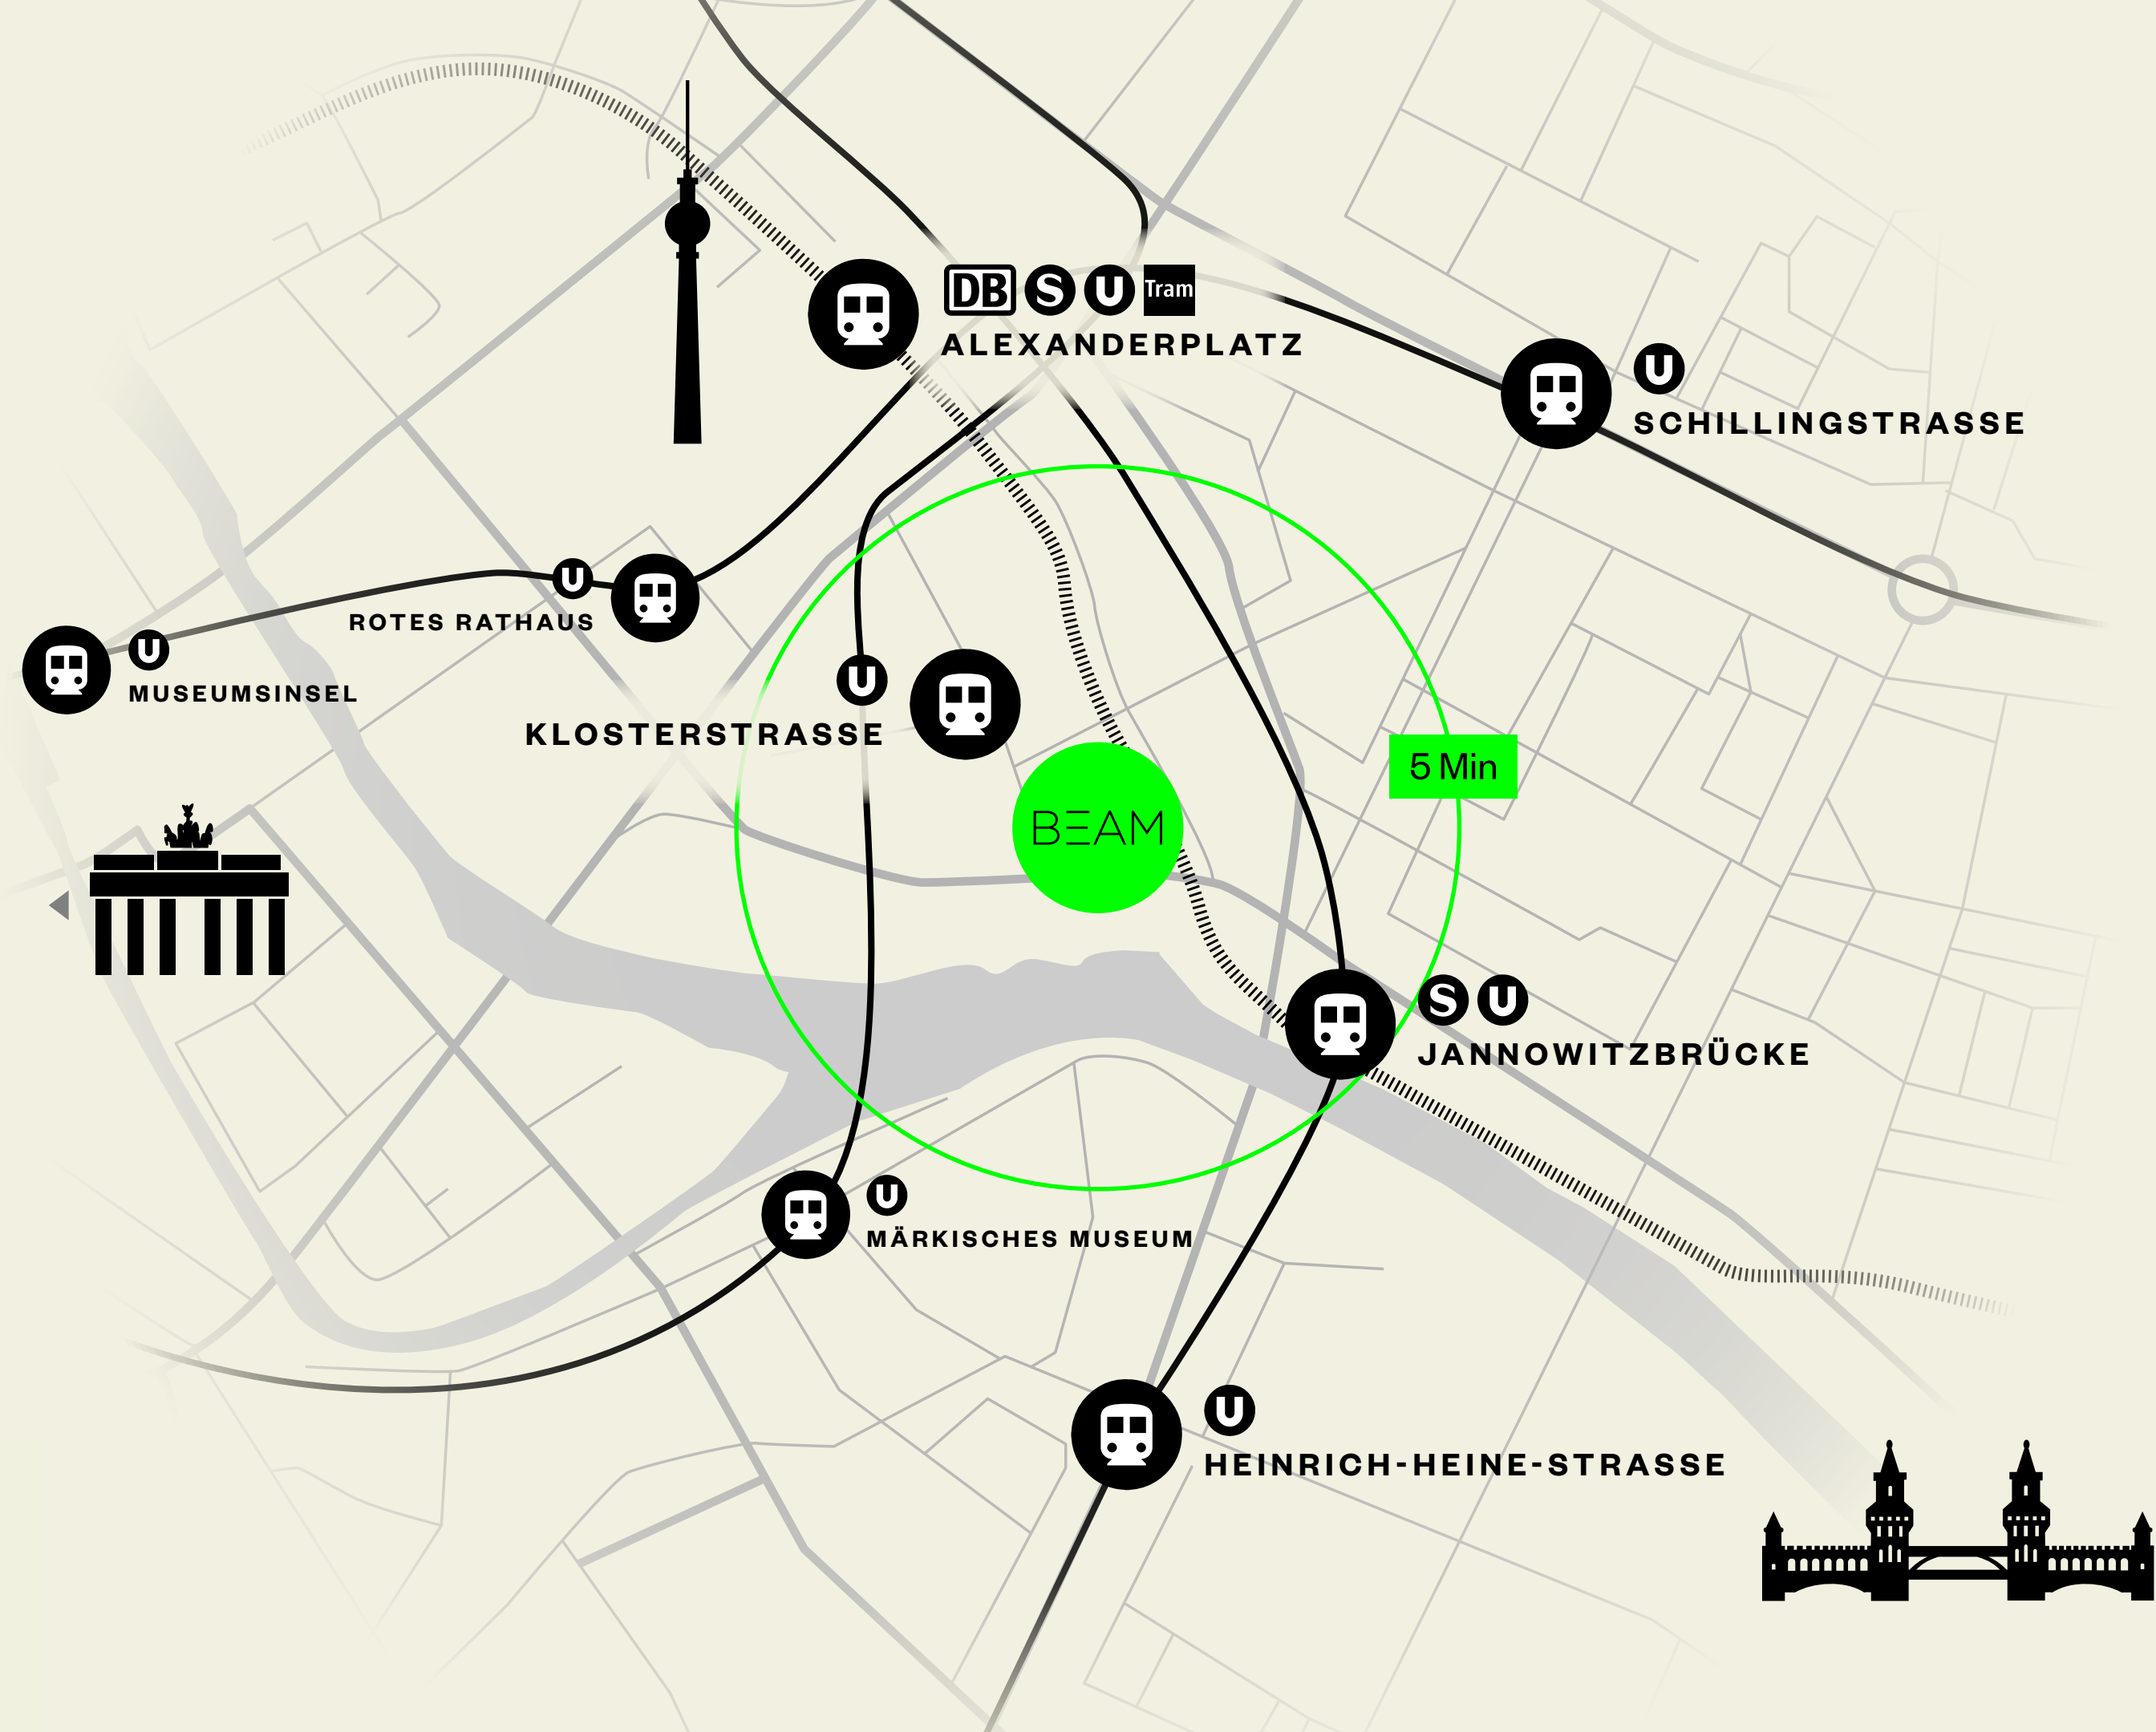 DB S U Tram
ALEXANDERPLATZ
U
SCHILLINGSTRASSE
U
ROTES RATHAUS
U
MUSEUMSINSEL
U
KLOSTERSTRASSE
5 Min
BEAM
S U
JANNOWITZBRÜCKE
U
MÄRKISCHES MUSEUM
U
HEINRICH-HEINE-STRASSE